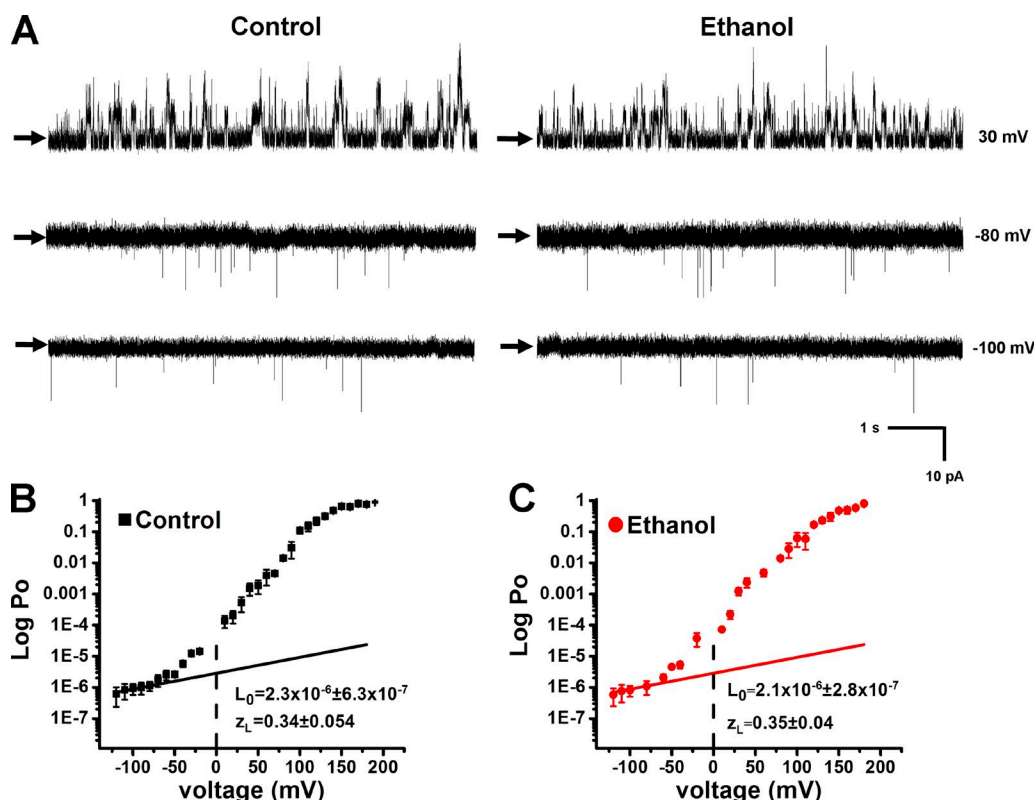 A
Control
Ethanol
30 mV
-80 mV
-100 mV
1 s
10 pA
B
Control
Log Po
1
0.1
0.01
0.001
1E-4
1E-5
1E-6
1E-7
L₀=2.3x10⁻⁶±6.3x10⁻⁷
z_L=0.34±0.054
-100 -50 0 50 100 150 200
voltage (mV)
C
Ethanol
Log Po
1
0.1
0.01
0.001
1E-4
1E-5
1E-6
1E-7
L₀=2.1x10⁻⁶±2.8x10⁻⁷
z_L=0.35±0.04
-100 -50 0 50 100 150 200
voltage (mV)